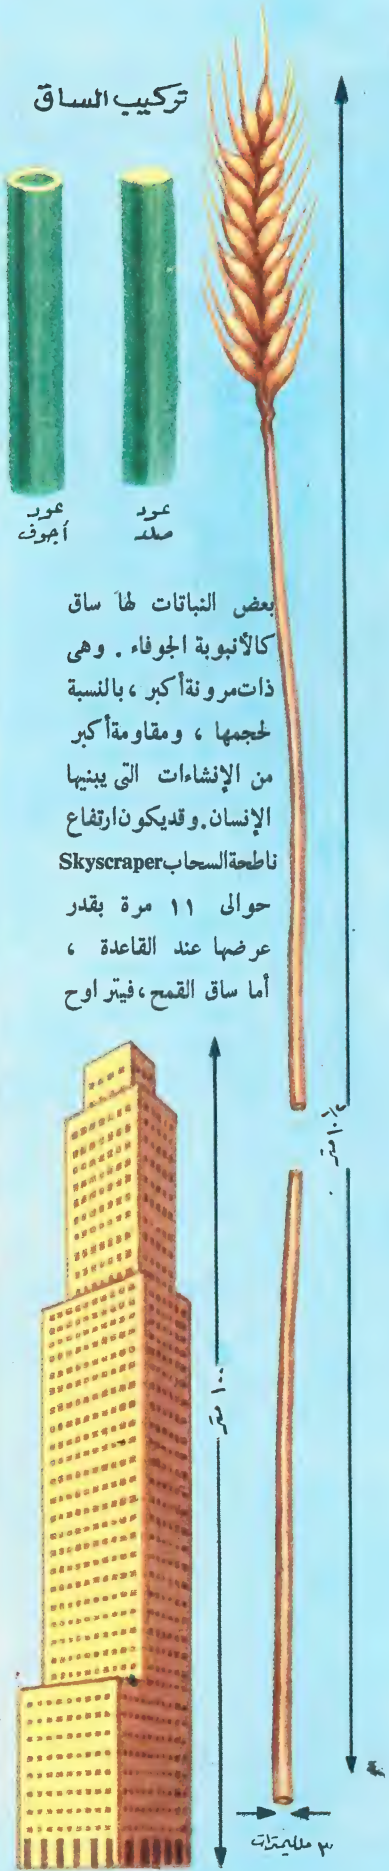 تركيب الساق
عود
صلد
عود
أجوف
بعض النباتات لها ساق
كالأنبوبة الجوفاء . وهى
ذات مرونة أكبر ، بالنسبة
لحجمها ، ومقاومة أكبر
من الإنشاءات التى يبنيها
الإنسان . وقد يكون ارتفاع
ناطحة السحاب Skyscraper
حوالى ١١ مرة بقدر
عرضها عند القاعدة ،
أما ساق القمح ، فيتراوح
متر
١٠٠ متر
٣ ملليمترات